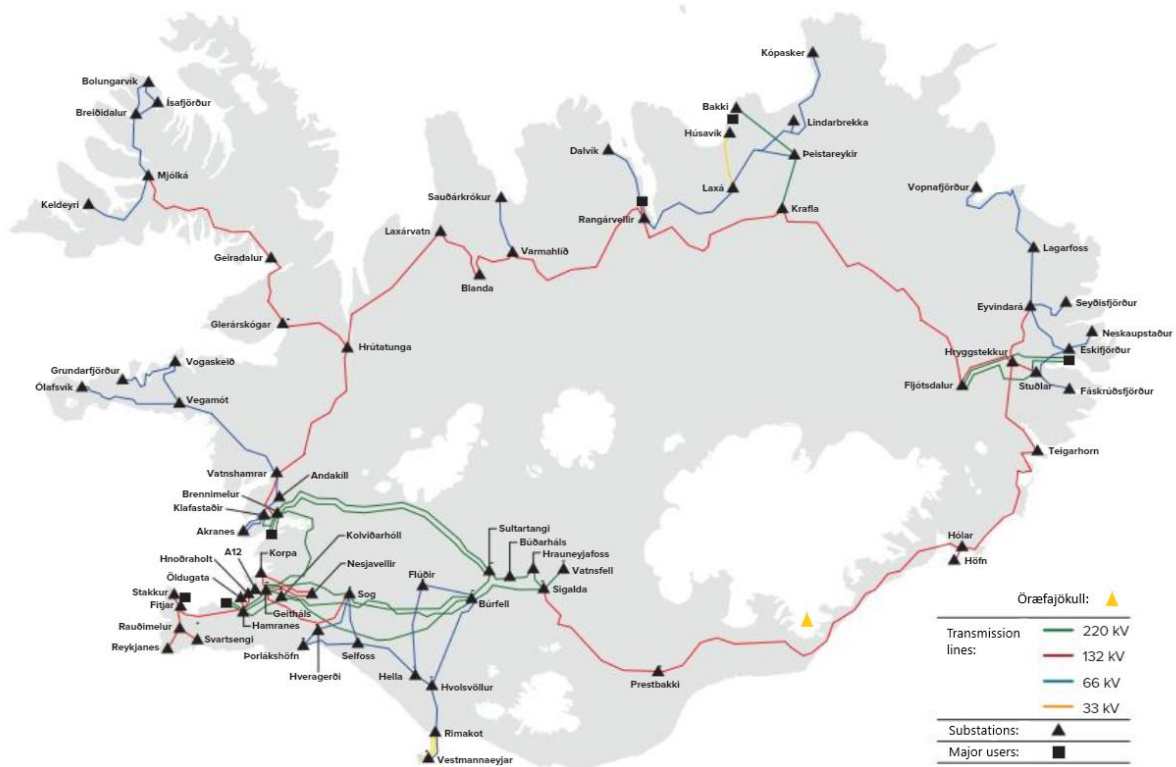 Kópasker
Bolungarvík
Ísafjörður
Breiðidalur
Bakki
Lindarbrekka
Húsavík
Dalvík
Þeistareykir
Mjólká
Laxá
Vopnafjörður
Sauðárkrókur
Keldeyri
Krafla
Rangárvellir
Laxárvatn
Lagarfoss
Varmahlíð
Geiradalur
Blanda
Seyðisfjörður
Eyvindará
Glerárskógar
Neskaupstaður
Hrútatunga
Eskifjörður
Hryggstekkur
Vogaskeið
Grundarfjörður
Ólafsvík
Fljótsdalur
Stuðlar
Fáskrúðsfjörður
Vegamót
Teigarhorn
Vatnshamrar
Andakíll
Brennimelur
Klafastaðir
Sultartangi
Akranes
Kolviðarhóll
Búðarháls
Hólar
Korpa
Hrauneyjafoss
A12
Hnoðraholt
Nesjavellir
Vatnsfell
Höfn
Öldugata
Flúðir
Stakkur
Sog
Sigalda
Fitjar
Búrfell
Öræfajökull:
Geitháls
Hamranes
Rauðimelur
Svartsengi
Transmission
lines:
220 kV
Reykjanes
Þorlákshöfn
Selfoss
132 kV
Hveragerði
Hella
Hvolsvöllur
Prestbakki
66 kV
33 kV
Rimakot
Substations:
Vestmannaeyjar
Major users: